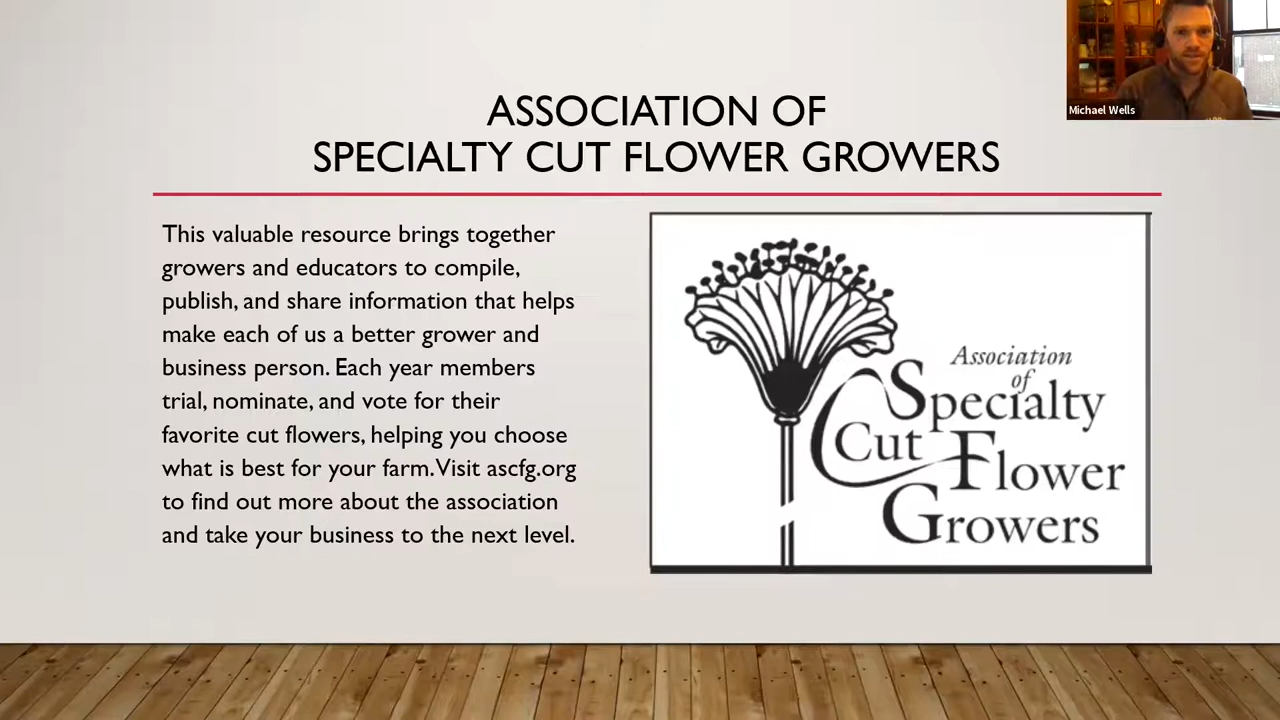 Michael Wells
ASSOCIATION OF
SPECIALTY CUT FLOWER GROWERS
This valuable resource brings together
growers and educators to compile,
publish, and share information that helps
make each of us a better grower and
business person. Each year members
trial, nominate, and vote for their
favorite cut flowers, helping you choose
what is best for your farm. Visit ascfg.org
to find out more about the association
and take your business to the next level.
Association
of
Specialty
Cut
Flower
Growers